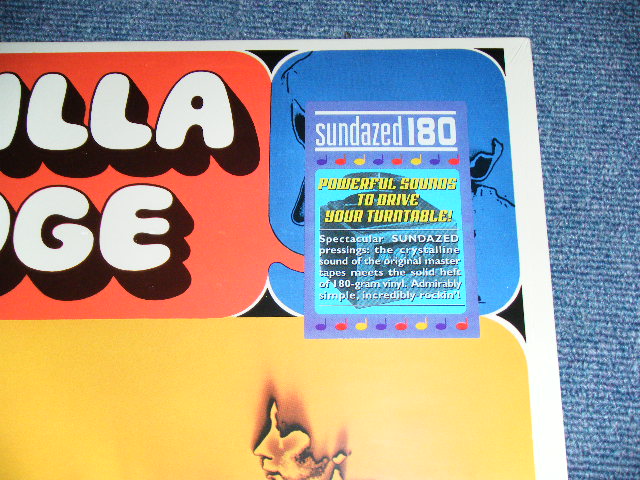 ILLA
DGE
sundazed 180
POWERFUL SOUNDS
TO DRIVE
YOUR TURNTABLE!
Spectacular SUNDAZED
pressings: the crystalline
sound of the original master
tapes meets the solid heft
of 180-gram vinyl. Admirably
simple, incredibly rockin'!